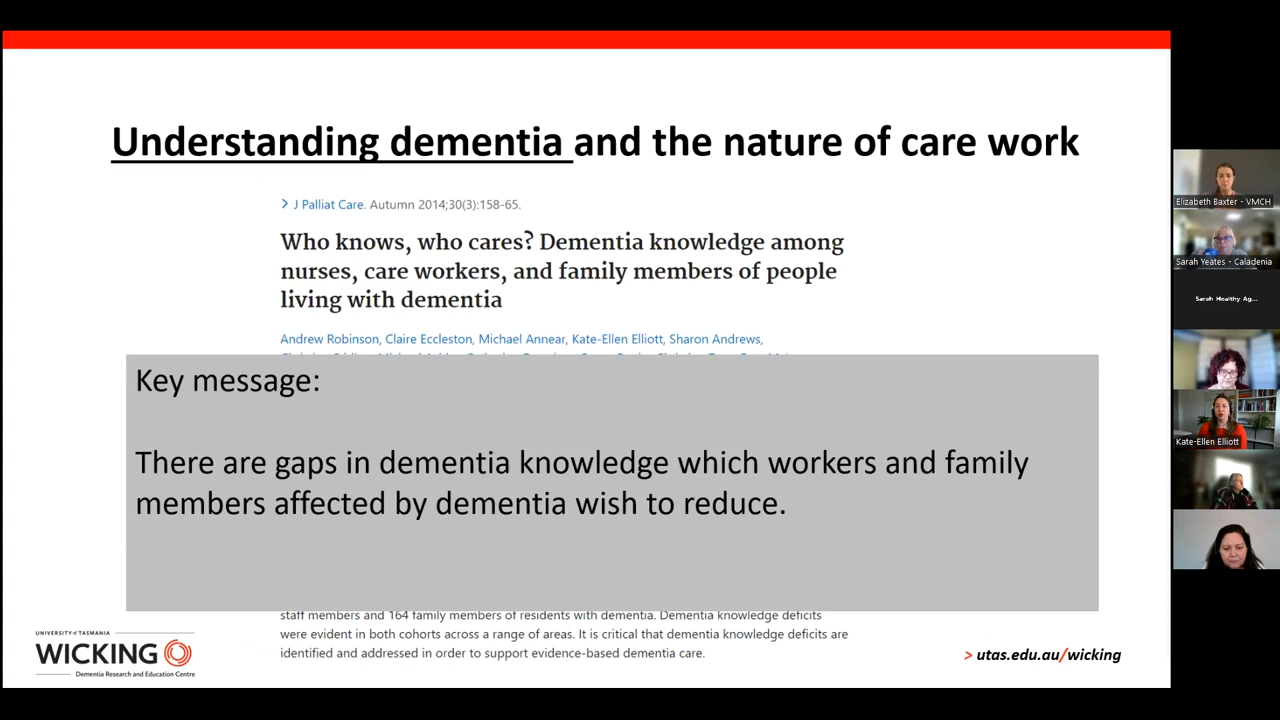 Understanding dementia and the nature of care work
> J Palliat Care. Autumn 2014;30(3):158-65.
Who knows, who cares? Dementia knowledge among
nurses, care workers, and family members of people
living with dementia
Andrew Robinson, Claire Eccleston, Michael Annear, Kate-Ellen Elliott, Sharon Andrews,
Key message:
There are gaps in dementia knowledge which workers and family
members affected by dementia wish to reduce.
staff members and 164 family members of residents with dementia. Dementia knowledge deficits
were evident in both cohorts across a range of areas. It is critical that dementia knowledge deficits are
identified and addressed in order to support evidence-based dementia care.
UNIVERSITY of TASMANIA
WICKING
Dementia Research and Education Centre
> utas.edu.au/wicking
Elizabeth Baxter - VMCH
Sarah Yeates - Caladenia
Sarah Healthy Ag...
Kate-Ellen Elliott